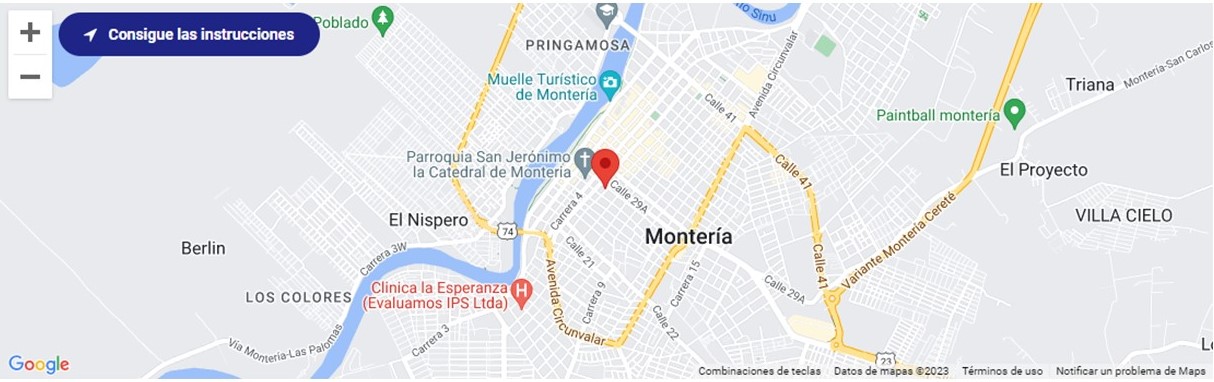 +
Consigue las instrucciones
Poblado
−
PRINGAMOSA
Sinú
Avenida Circunvalar
Muelle Turístico
de Montería
Calle 41
Triana
Montería-San Carlos
Paintball montería
Parroquia San Jerónimo
la Catedral de Montería
Calle 29A
Carrera 4
Calle 41
El Proyecto
VILLA CIELO
El Nispero
74
Berlin
Carrera 3W
Calle 21
Montería
Variante Montería Cereté
Calle 41
LOS COLORES
Clinica la Esperanza
(Evaluamos IPS Ltda)
Avenida Circunvalar
Carrera 9
Carrera 15
Calle 29A
Calle 22
Carrera 3
Vía Montería-Las Palomas
Google
23
Combinaciones de teclas
Datos de mapas ©2023
Términos de uso
Notificar un problema de Maps